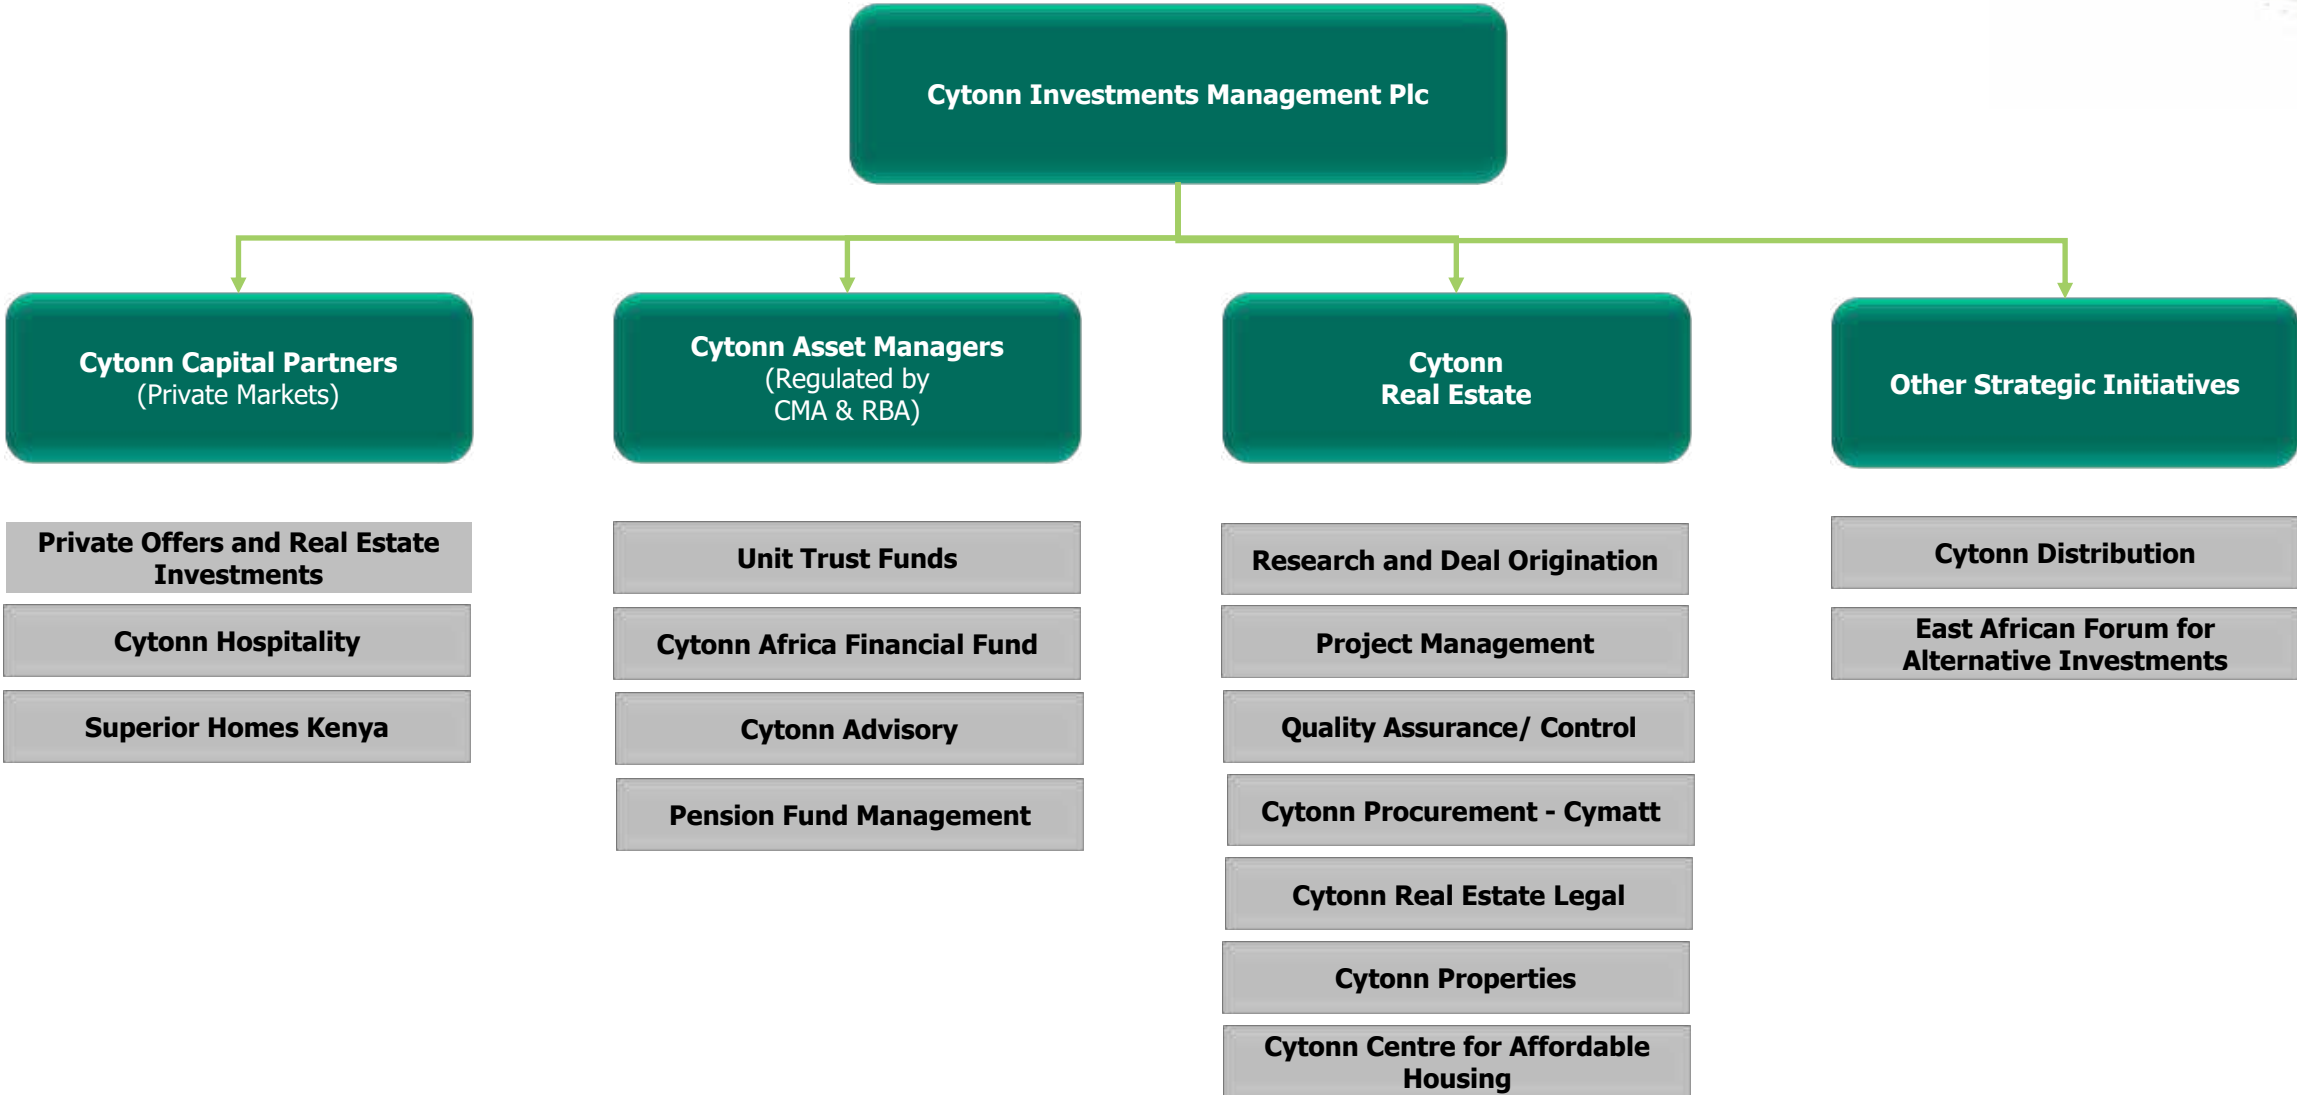 Cytonn Investments Management Plc
Cytonn Capital Partners
(Private Markets)
Cytonn Asset Managers
(Regulated by
CMA & RBA)
Cytonn
Real Estate
Other Strategic Initiatives
Private Offers and Real Estate
Investments
Cytonn Hospitality
Superior Homes Kenya
Unit Trust Funds
Cytonn Africa Financial Fund
Cytonn Advisory
Pension Fund Management
Research and Deal Origination
Project Management
Quality Assurance/ Control
Cytonn Procurement - Cymatt
Cytonn Real Estate Legal
Cytonn Properties
Cytonn Centre for Affordable
Housing
Cytonn Distribution
East African Forum for
Alternative Investments